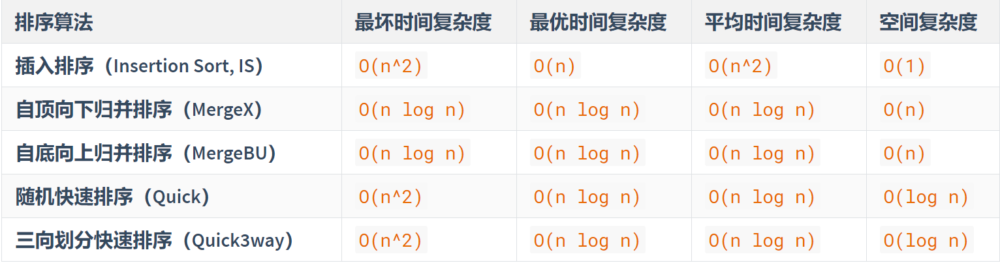 排序算法 最坏时间复杂度 最优时间复杂度 平均时间复杂度 空间复杂度
插入排序（Insertion Sort, IS） O(n^2) O(n) O(n^2) O(1)
自顶向下归并排序（MergeX） O(n log n) O(n log n) O(n log n) O(n)
自底向上归并排序（MergeBU） O(n log n) O(n log n) O(n log n) O(n)
随机快速排序（Quick） O(n^2) O(n log n) O(n log n) O(log n)
三向划分快速排序（Quick3way） O(n^2) O(n log n) O(n log n) O(log n)